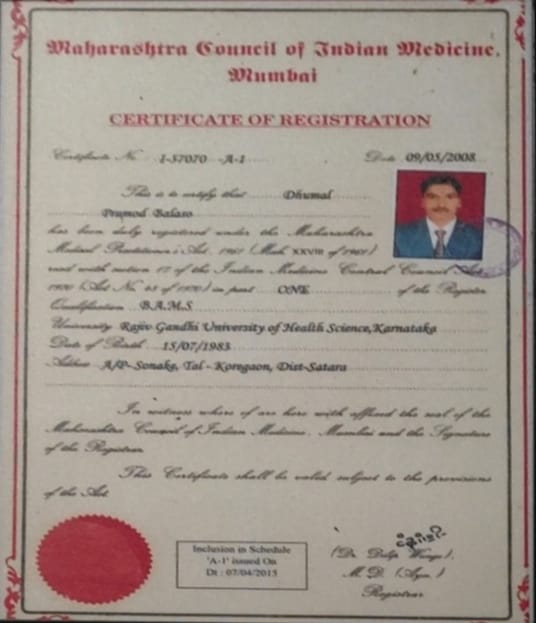 Maharashtra Council of Indian Medicine,
Mumbai
CERTIFICATE OF REGISTRATION
Certificate No. I-57070 -A-1 Date 09/05/2008
This is to certify that Dhumal
Pramod Balaso
has been duly registered under the Maharashtra
Medical Practitioner's Act, 1961 (Mah. XXVIII of 1961)
read with section 17 of the Indian Medicine Central Council Act
1970 (Act No. 48 of 1970) in part ONE of the Register
Qualification B.A.M.S
University Rajiv Gandhi University of Health Science,Karnataka
Date of Birth 15/07/1983
Address A/P-Sonake, Tal - Koregaon, Dist-Satara
In witness where of are here with affixed the seal of the
Maharashtra Council of Indian Medicine, Mumbai and the Signature
of the Registrar.
This Certificate shall be valid subject to the provisions
of the Act.
Inclusion in Schedule
'A-1' issued On
Dt : 07/04/2015
(Dr. Dilip Wange),
M. D. (Ayu.)
Registrar